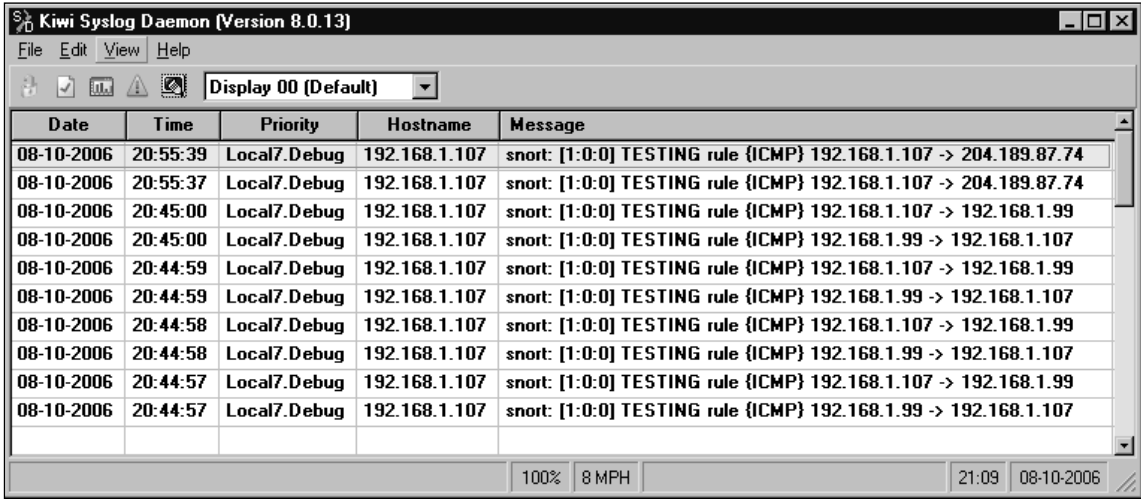 Kiwi Syslog Daemon (Version 8.0.13)
File Edit View Help
Display 00 (Default)
Date Time Priority Hostname Message
08-10-2006 20:55:39 Local7.Debug 192.168.1.107 snort: [1:0:0] TESTING rule {ICMP} 192.168.1.107 -> 204.189.87.74
08-10-2006 20:55:37 Local7.Debug 192.168.1.107 snort: [1:0:0] TESTING rule {ICMP} 192.168.1.107 -> 204.189.87.74
08-10-2006 20:45:00 Local7.Debug 192.168.1.107 snort: [1:0:0] TESTING rule {ICMP} 192.168.1.107 -> 192.168.1.99
08-10-2006 20:45:00 Local7.Debug 192.168.1.107 snort: [1:0:0] TESTING rule {ICMP} 192.168.1.99 -> 192.168.1.107
08-10-2006 20:44:59 Local7.Debug 192.168.1.107 snort: [1:0:0] TESTING rule {ICMP} 192.168.1.107 -> 192.168.1.99
08-10-2006 20:44:59 Local7.Debug 192.168.1.107 snort: [1:0:0] TESTING rule {ICMP} 192.168.1.99 -> 192.168.1.107
08-10-2006 20:44:58 Local7.Debug 192.168.1.107 snort: [1:0:0] TESTING rule {ICMP} 192.168.1.107 -> 192.168.1.99
08-10-2006 20:44:58 Local7.Debug 192.168.1.107 snort: [1:0:0] TESTING rule {ICMP} 192.168.1.99 -> 192.168.1.107
08-10-2006 20:44:57 Local7.Debug 192.168.1.107 snort: [1:0:0] TESTING rule {ICMP} 192.168.1.107 -> 192.168.1.99
08-10-2006 20:44:57 Local7.Debug 192.168.1.107 snort: [1:0:0] TESTING rule {ICMP} 192.168.1.99 -> 192.168.1.107
100% 8 MPH 21:09 08-10-2006